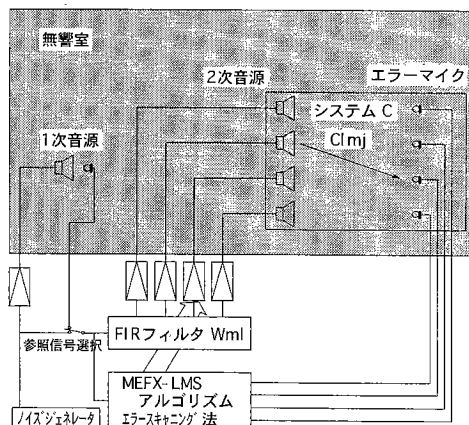 無響室
2次音源
エラーマイク
システム C
1次音源
Clmj
FIRフィルタ Wml
参照信号選択
MEFX-LMS
アルゴリズム
ノイズジェネレータ
エラースキャニング 法